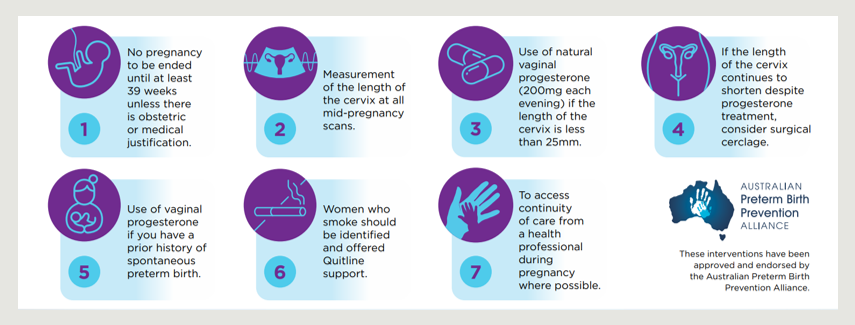 No pregnancy
to be ended
until at least
39 weeks
unless there
is obstetric
or medical
justification.
1
Measurement
of the length of
the cervix at all
mid-pregnancy
scans.
2
Use of natural
vaginal
progesterone
(200mg each
evening) if the
length of the
cervix is less
than 25mm.
3
If the length
of the cervix
continues to
shorten despite
progesterone
treatment,
consider surgical
cerclage.
4
Use of vaginal
progesterone
if you have a
prior history of
spontaneous
preterm birth.
5
Women who
smoke should
be identified
and offered
Quitline
support.
6
To access
continuity
of care from
a health
professional
during
pregnancy
where possible.
7
AUSTRALIAN
Preterm Birth
Prevention
ALLIANCE
These interventions have been
approved and endorsed by
the Australian Preterm Birth
Prevention Alliance.